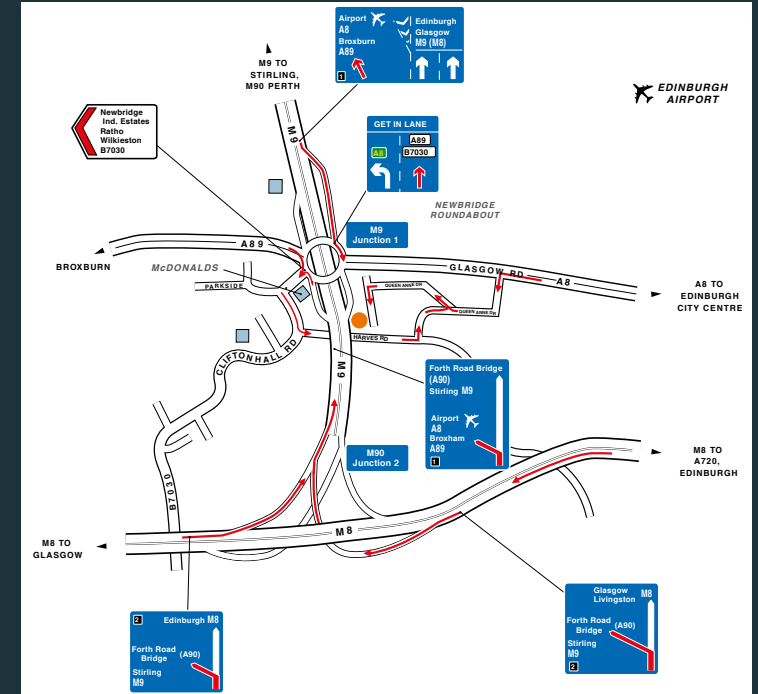 Airport
A8
Broxburn
A89
1
Edinburgh
Glasgow
M9 (M8)
M9 TO
STIRLING,
M90 PERTH
EDINBURGH
AIRPORT
Newbridge
Ind. Estates
Ratho
Wilkieston
B7030
M9
GET IN LANE
A8
A89
B7030
NEWBRIDGE
ROUNDABOUT
M9
Junction 1
A89
BROXBURN
McDONALDS
GLASGOW RD
A8
PARKSIDE
QUEEN ANNE DR
A8 TO
EDINBURGH
CITY CENTRE
QUEEN ANNE DR
HARVES RD
CLIFTONHALL RD
M9
Forth Road Bridge
(A90)
Stirling M9
Airport
A8
Broxham
A89
1
M90
Junction 2
M8 TO
A720,
EDINBURGH
B7030
M8
M8 TO
GLASGOW
2
Edinburgh M8
Forth Road
Bridge
(A90)
Stirling
M9
Glasgow
Livingston
M8
Forth Road
Bridge
(A90)
Stirling
M9
2